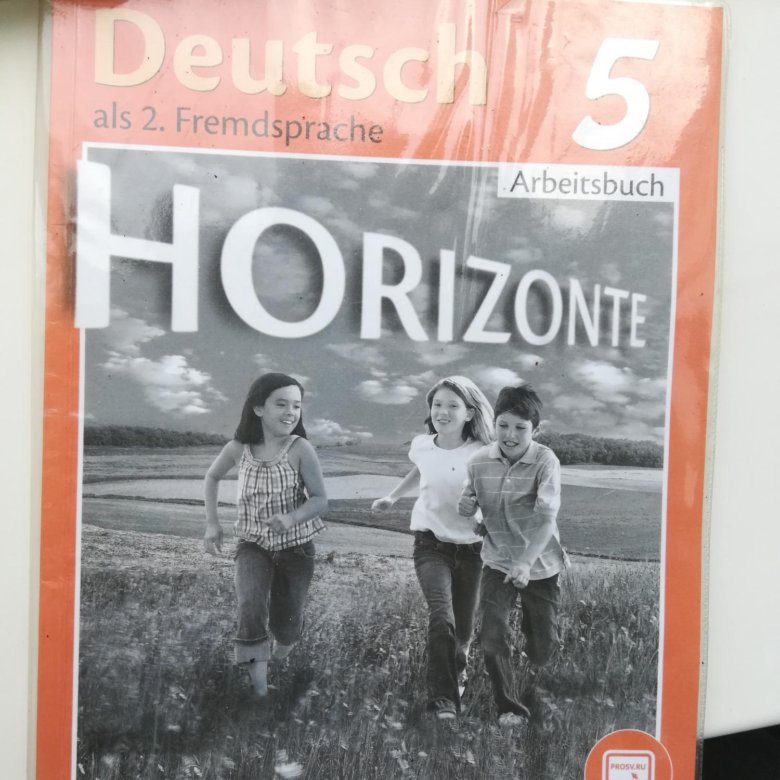 Deutsch 5
als 2. Fremdsprache
Arbeitsbuch
HORIZONTE
PROSV.RU